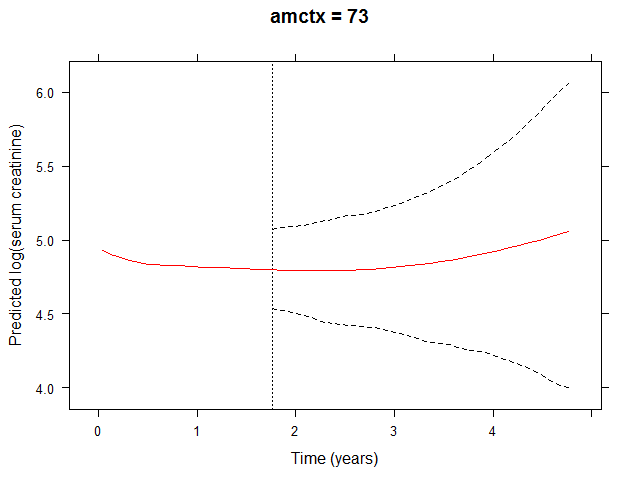 amctx = 73
Predicted log(serum creatinine)
6.0
5.5
5.0
4.5
4.0
0 1 2 3 4
Time (years)